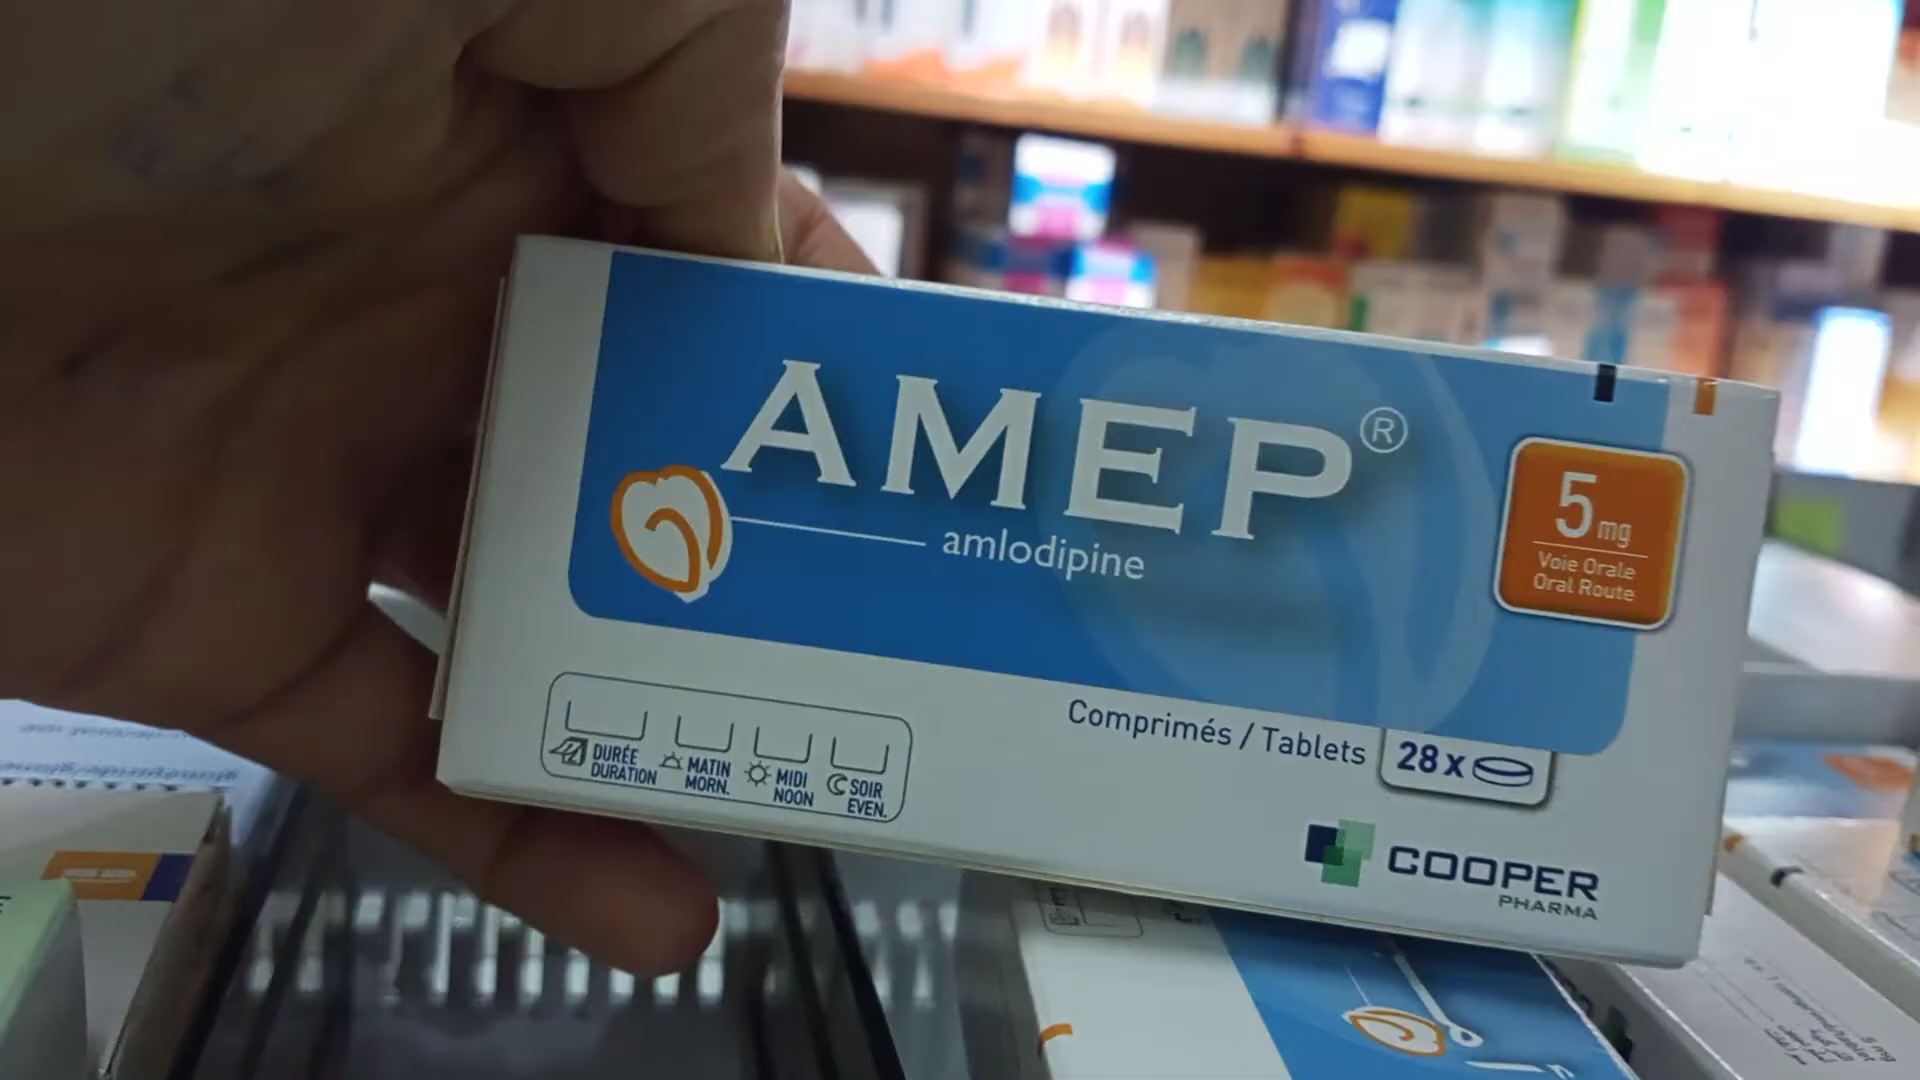 AMEP®
amlodipine
5 mg
Voie Orale
Oral Route
Comprimés / Tablets
28x
DURÉE
DURATION
MATIN
MORN.
MIDI
NOON
SOIR
EVEN.
COOPER
PHARMA